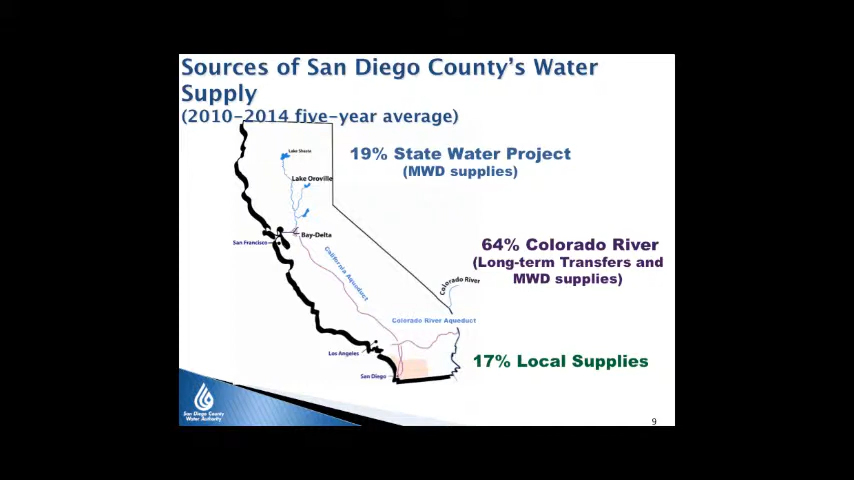 Sources of San Diego County's Water
Supply
(2010-2014 five-year average)
Lake Shasta
19% State Water Project
(MWD supplies)
Lake Oroville
Bay-Delta
San Francisco
64% Colorado River
(Long-term Transfers and
MWD supplies)
California Aqueduct
Colorado River
Colorado River Aqueduct
Los Angeles
17% Local Supplies
San Diego
San Diego County
Water Authority
9